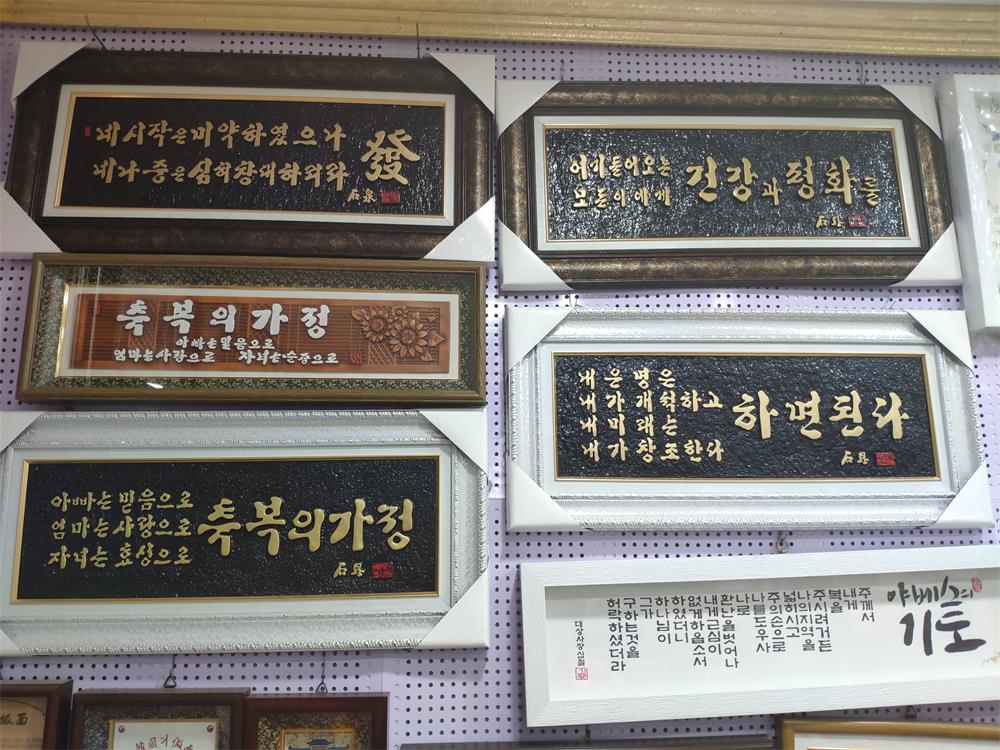 네 시작은 미약하였으나
네 나중은 심히 창대하리라
發
石泉
어기 들어오는
모든 이에게
건강과 평화를
石泉
축복의 가정
아빠는 믿음으로
엄마는 사랑으로 자녀는 순종으로
내 운명은
내가 개척하고
내 미래는
내가 창조한다
하면 된다
石泉
아빠는 믿음으로
엄마는 사랑으로
자녀는 효성으로
축복의 가정
石泉
야베스의
기도
주께서
내게
복을
주시려거든
나의 지역을
넓히시고
주의 손으로
나를 도우사
나로
환난을 벗어나
내게 근심이
없게 하옵소서
하였더니
하나님이
그가
구하는 것을
허락하셨더라
대상사장십절